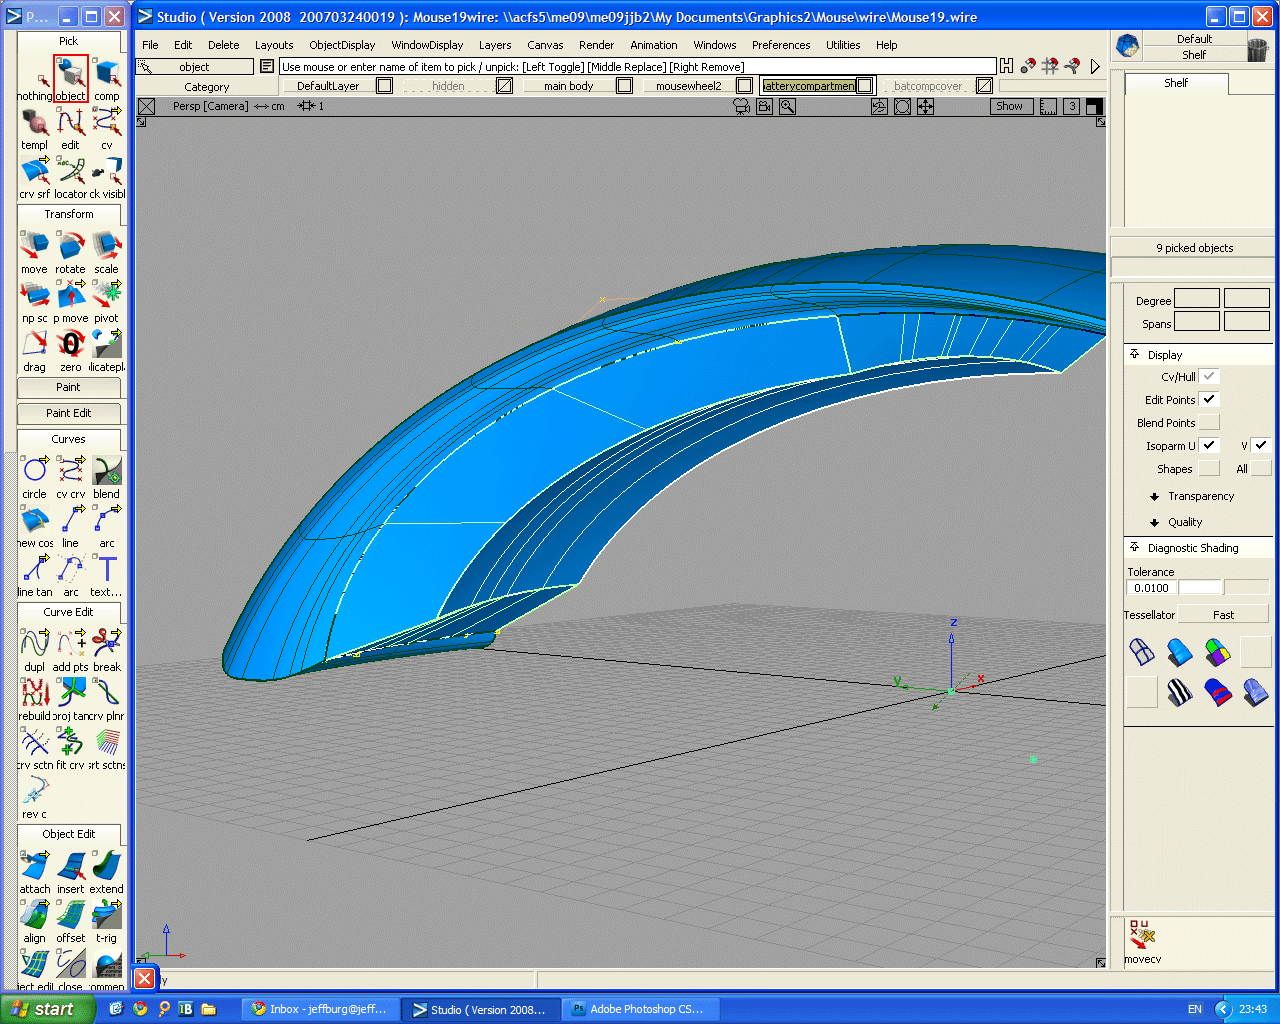 P...
Studio ( Version 2008  200703240019 ): Mouse19wire: \\acfs5\me09\me09jjb2\My Documents\Graphics2\Mouse\wire\Mouse19.wire
File Edit Delete Layouts ObjectDisplay WindowDisplay Layers Canvas Render Animation Windows Preferences Utilities Help
object Use mouse or enter name of item to pick / unpick: [Left Toggle] [Middle Replace] [Right Remove]
Category DefaultLayer hidden main body mousewheel2 atterycompartmen batcompcover
Persp [Camera] cm 1 Show 3
Pick
nothing object comp
templ edit cv
crv srf locator ck visibl
Transform
move rotate scale
np sc p move pivot
drag zero licatepl
Paint
Paint Edit
Curves
circle cv crv blend
new cos line arc
line tan arc text...
Curve Edit
dupl add pts break
rebuild proj tan crv plnr
crv sctn fit crv srt sctns
rev c
Object Edit
attach insert extend
align offset t-rig
ject edit close ommen
z
y x
Default
Shelf
Shelf
9 picked objects
Degree
Spans
Display
Cv/Hull
Edit Points
Blend Points
Isoparm U V
Shapes All
Transparency
Quality
Diagnostic Shading
Tolerance
0.0100
Tessellator Fast
movecv
start Inbox - jeffburg@jeff... Studio ( Version 2008... Adobe Photoshop CS... EN 23:43